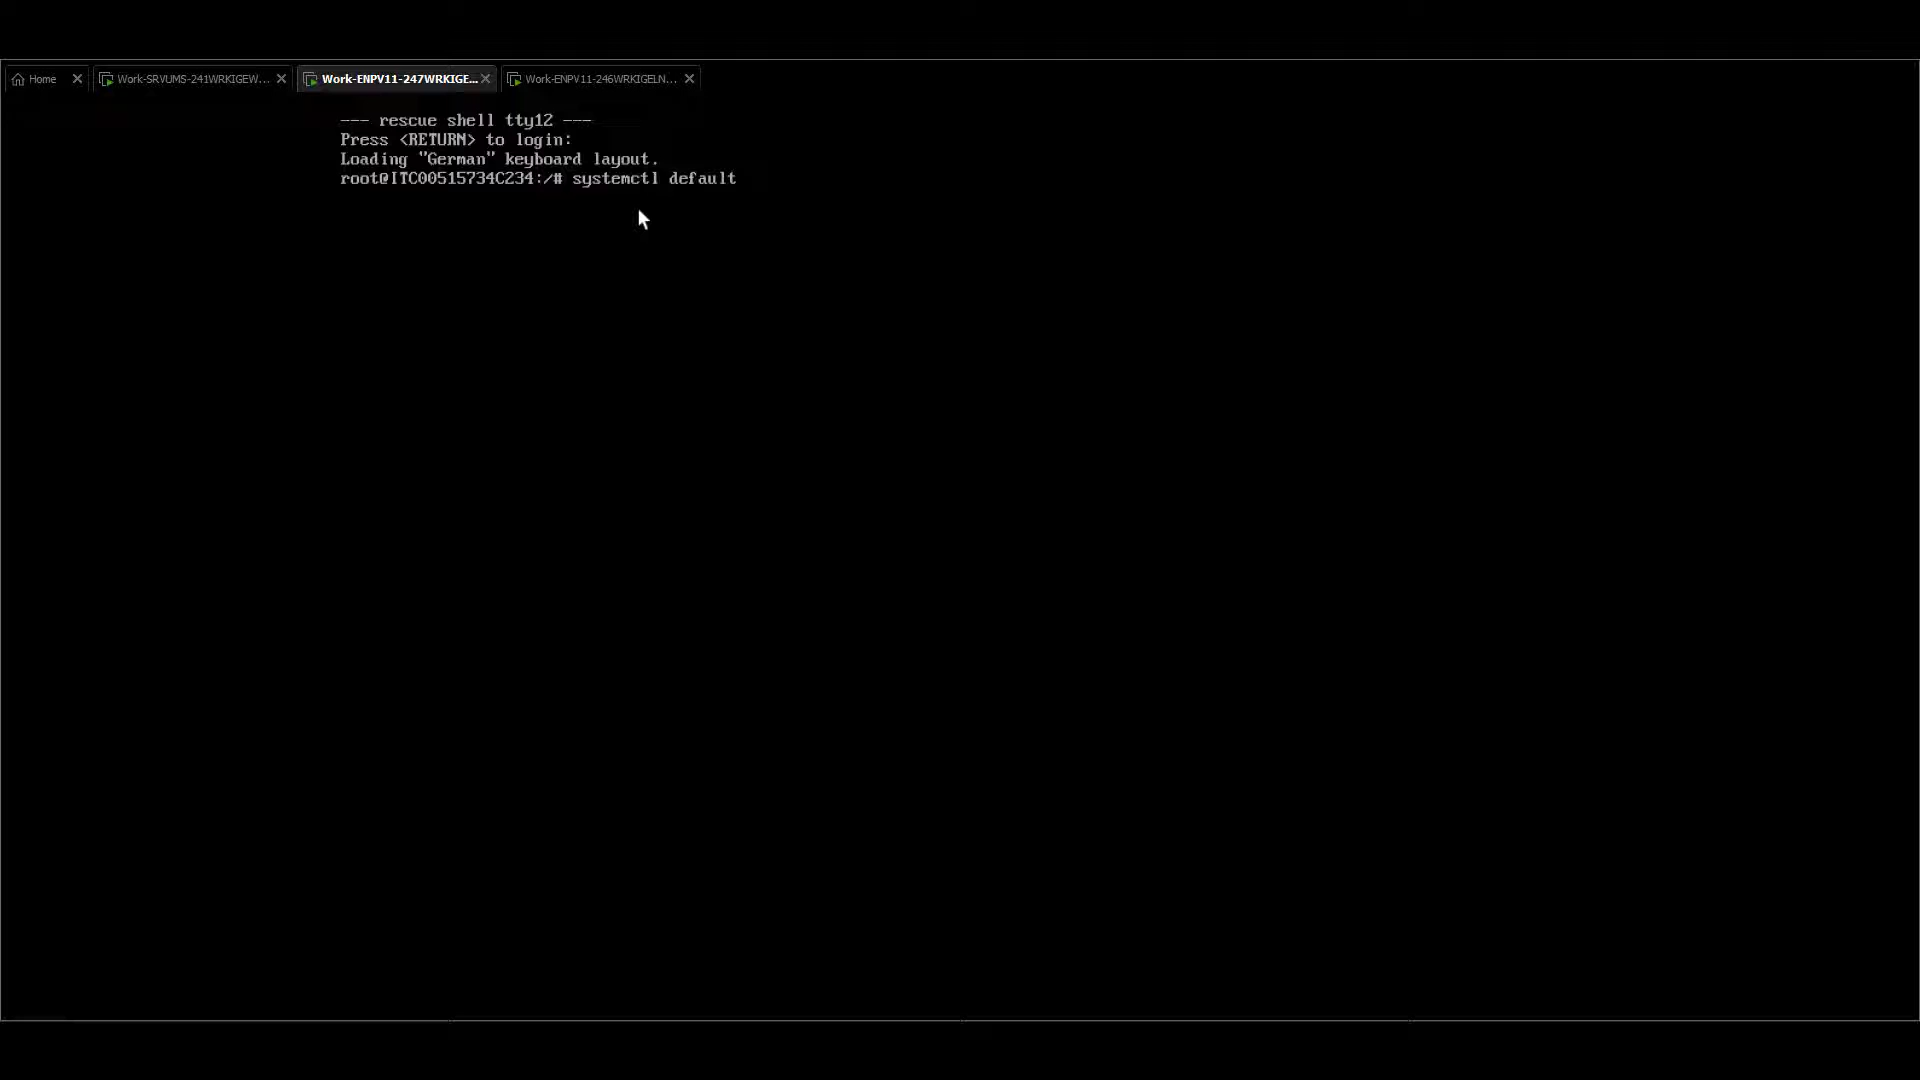 Home
Work-SRVUMS-241WRKIGEW...
Work-ENPV11-247WRKIGE...
Work-ENPV11-246WRKIGELN...
--- rescue shell tty12 ---
Press <RETURN> to login:
Loading "German" keyboard layout.
root@ITC00515734C234:/# systemctl default